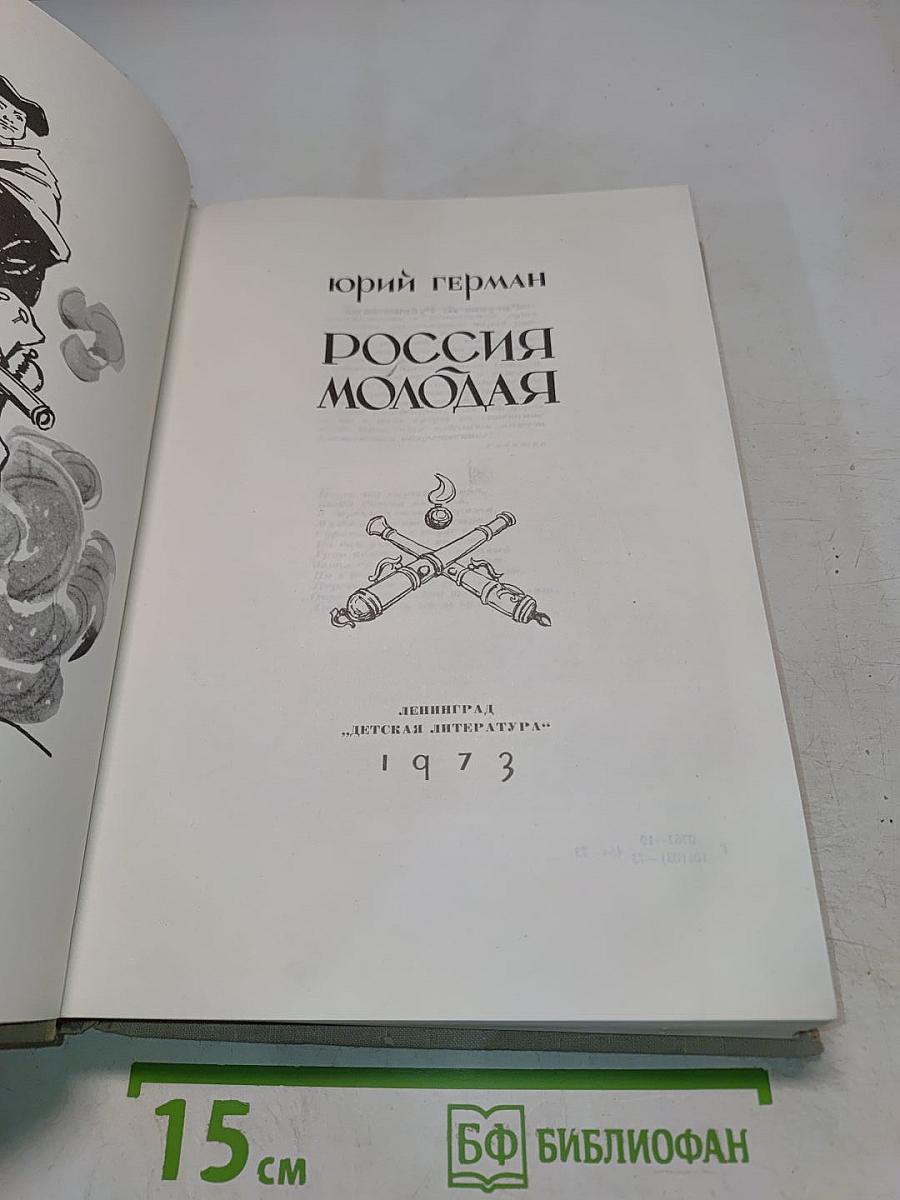 ЮРИЙ ГЕРМАН
РОССИЯ
МОЛОДАЯ
ЛЕНИНГРАД
„ДЕТСКАЯ ЛИТЕРАТУРА“
1973
15 см
БФ БИБЛИОФАН